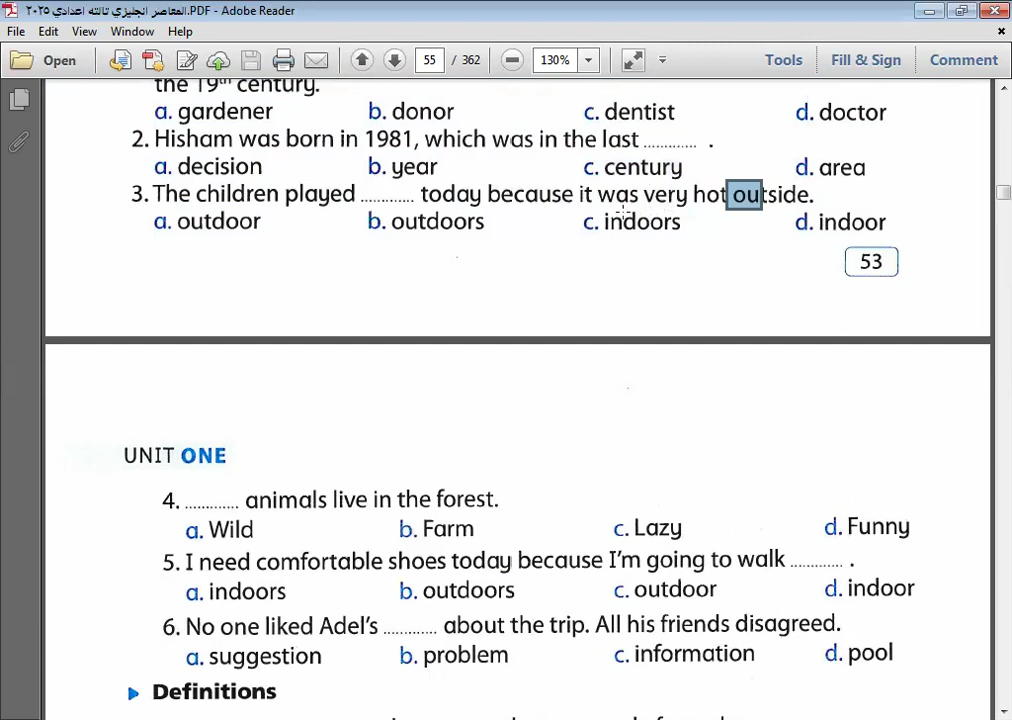 المعاصر انجليزي تالته اعدادي ٢٠٢٥.PDF - Adobe Reader
File Edit View Window Help
Open 55 / 362 130% Tools Fill & Sign Comment
the 19th century.
a. gardener b. donor c. dentist d. doctor
2. Hisham was born in 1981, which was in the last ............ .
a. decision b. year c. century d. area
3. The children played ............ today because it was very hot outside.
a. outdoor b. outdoors c. indoors d. indoor
53
UNIT ONE
4. ............ animals live in the forest.
a. Wild b. Farm c. Lazy d. Funny
5. I need comfortable shoes today because I'm going to walk ............ .
a. indoors b. outdoors c. outdoor d. indoor
6. No one liked Adel's ............ about the trip. All his friends disagreed.
a. suggestion b. problem c. information d. pool
Definitions